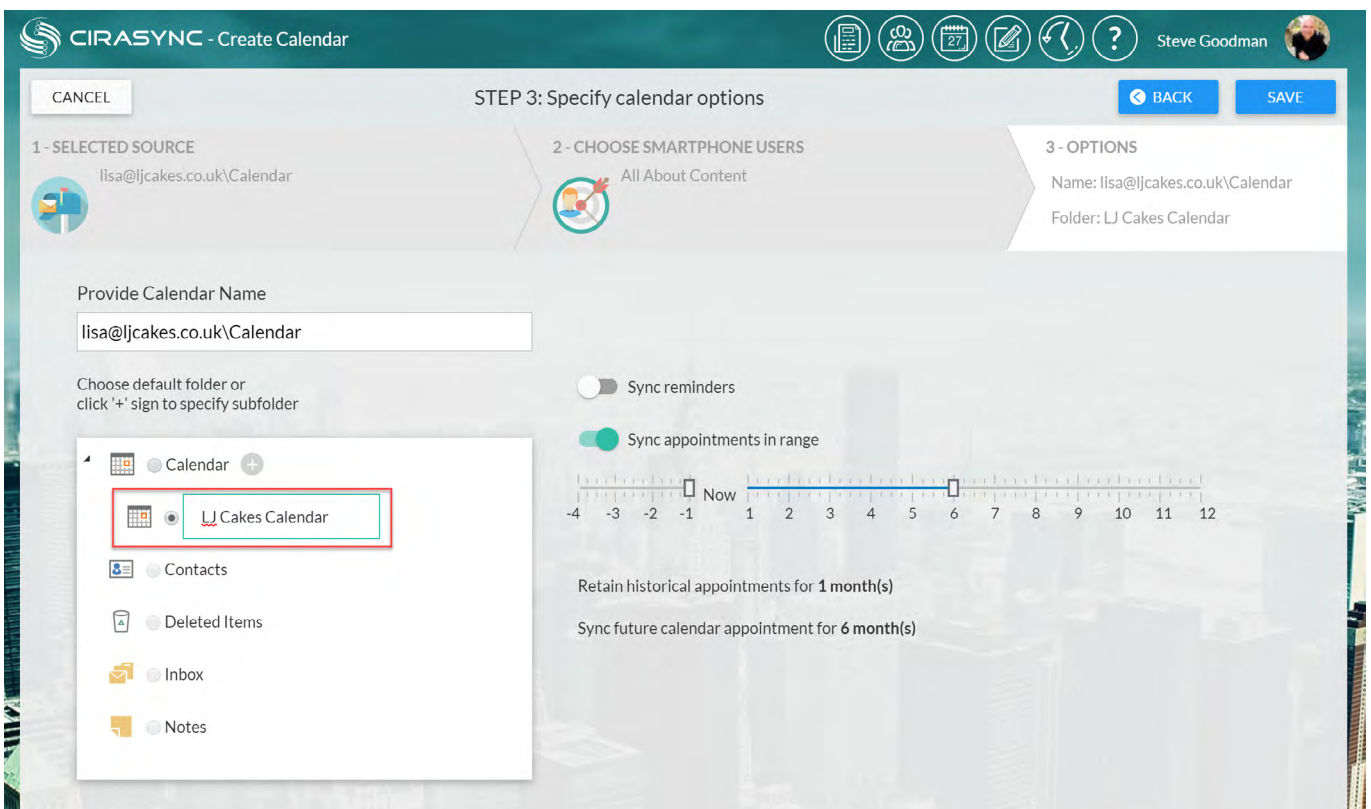 CIRASYNC - Create Calendar
27
?
Steve Goodman
CANCEL
STEP 3: Specify calendar options
BACK
SAVE
1 - SELECTED SOURCE
lisa@ljcakes.co.uk\Calendar
2 - CHOOSE SMARTPHONE USERS
All About Content
3 - OPTIONS
Name: lisa@ljcakes.co.uk\Calendar
Folder: LJ Cakes Calendar
Provide Calendar Name
lisa@ljcakes.co.uk\Calendar
Choose default folder or
click '+' sign to specify subfolder
Calendar
LJ Cakes Calendar
Contacts
Deleted Items
Inbox
Notes
Sync reminders
Sync appointments in range
Now
-4 -3 -2 -1 1 2 3 4 5 6 7 8 9 10 11 12
Retain historical appointments for 1 month(s)
Sync future calendar appointment for 6 month(s)